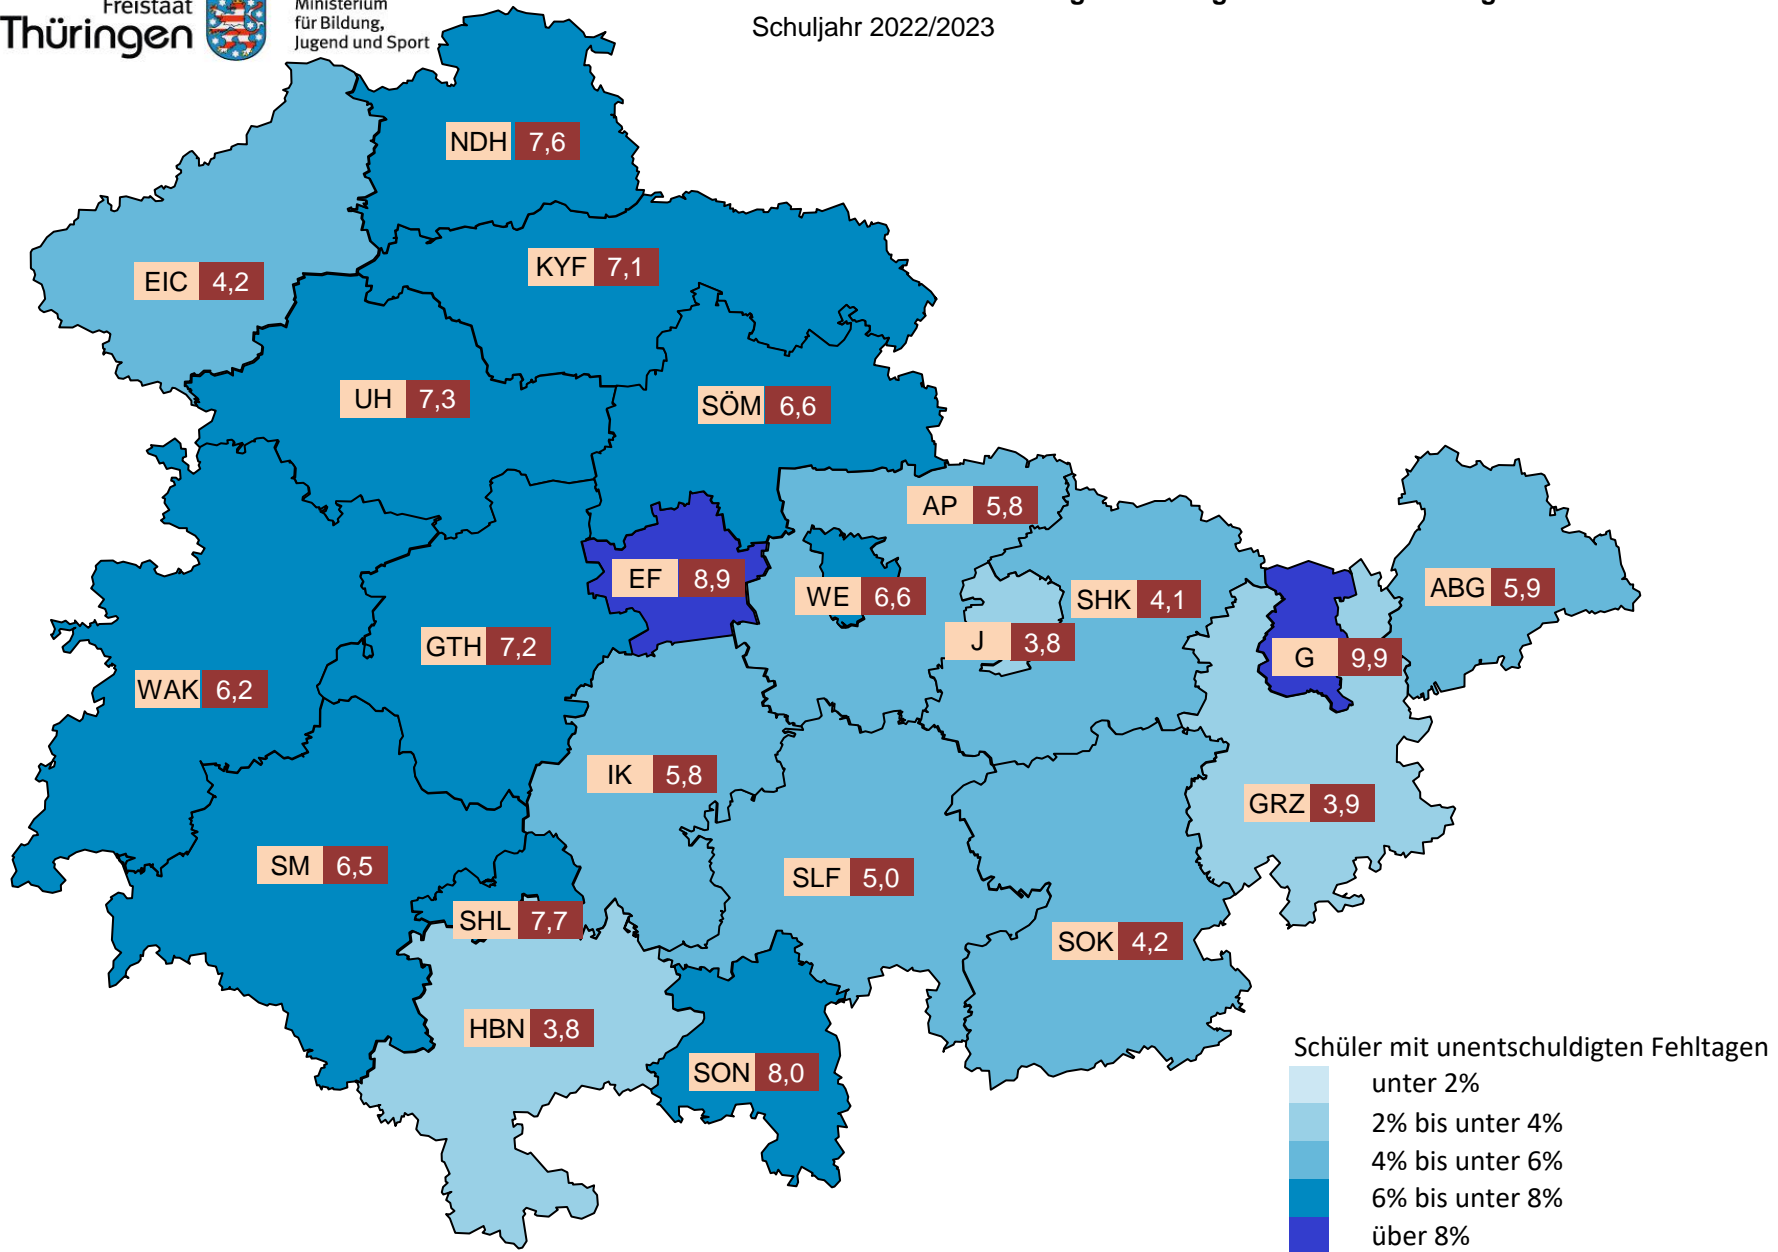 Freistaat
Thüringen
Ministerium
für Bildung,
Jugend und Sport
Schuljahr 2022/2023
NDH 7,6
EIC 4,2
KYF 7,1
UH 7,3
SÖM 6,6
AP 5,8
EF 8,9
WE 6,6
SHK 4,1
ABG 5,9
GTH 7,2
J 3,8
G 9,9
WAK 6,2
IK 5,8
GRZ 3,9
SM 6,5
SLF 5,0
SHL 7,7
SOK 4,2
HBN 3,8
SON 8,0
Schüler mit unentschuldigten Fehltagen
unter 2%
2% bis unter 4%
4% bis unter 6%
6% bis unter 8%
über 8%